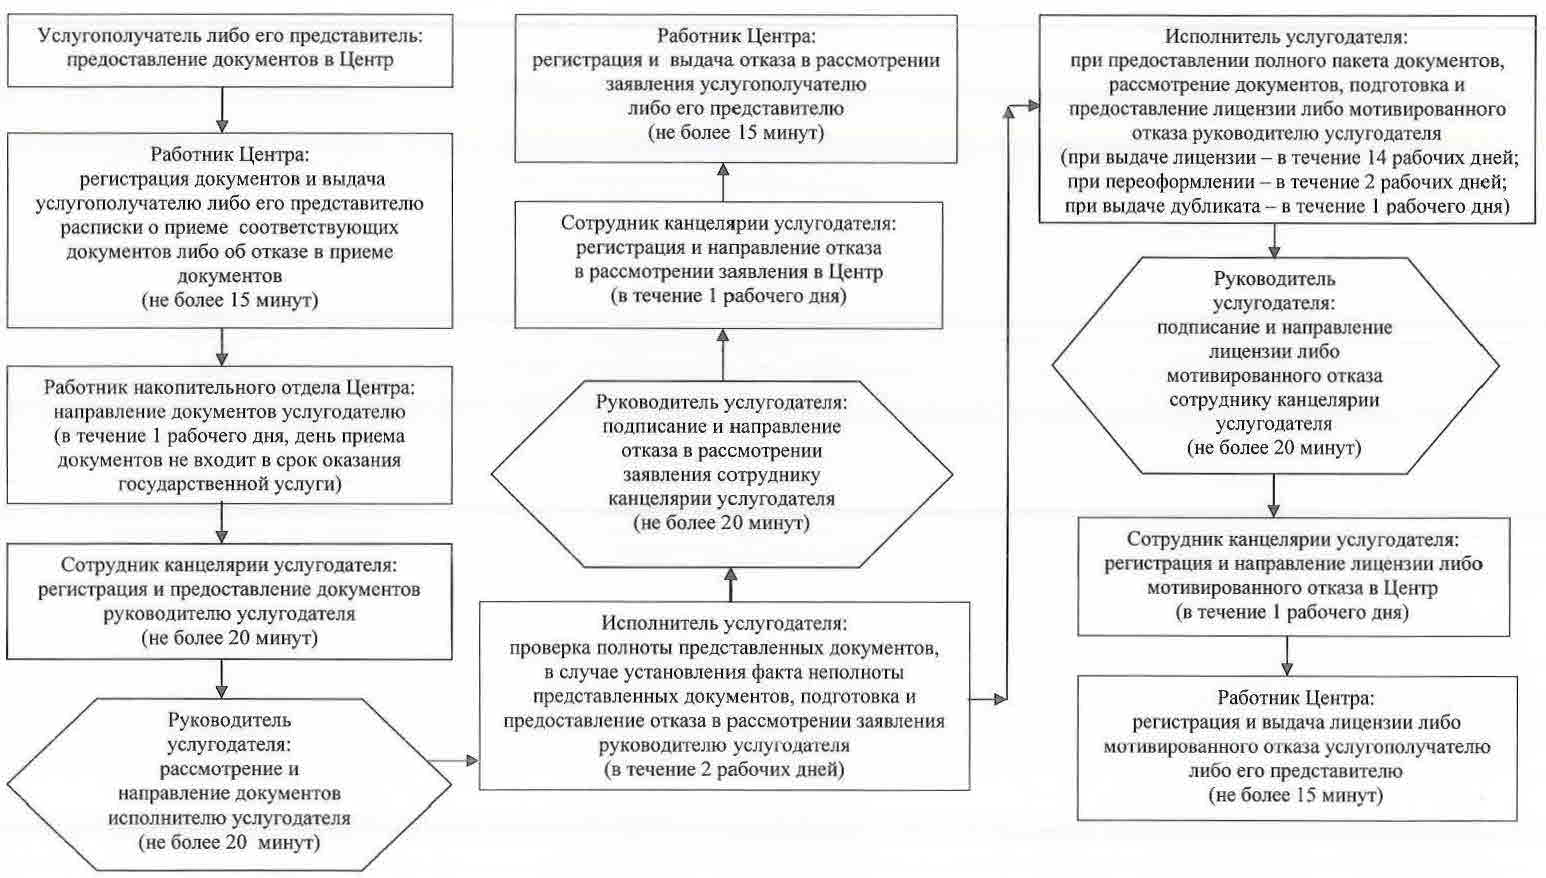 Услугополучатель либо его представитель:
предоставление документов в Центр
Работник Центра:
регистрация документов и выдача
услугополучателю либо его представителю
расписки о приеме соответствующих
документов либо об отказе в приеме
документов
(не более 15 минут)
Работник накопительного отдела Центра:
направление документов услугодателю
(в течение 1 рабочего дня, день приема
документов не входит в срок оказания
государственной услуги)
Сотрудник канцелярии услугодателя:
регистрация и предоставление документов
руководителю услугодателя
(не более 20 минут)
Руководитель
услугодателя:
рассмотрение и
направление документов
исполнителю услугодателя
(не более 20 минут)
Работник Центра:
регистрация и выдача отказа в рассмотрении
заявления услугополучателю
либо его представителю
(не более 15 минут)
Сотрудник канцелярии услугодателя:
регистрация и направление отказа
в рассмотрении заявления в Центр
(в течение 1 рабочего дня)
Руководитель услугодателя:
подписание и направление
отказа в рассмотрении
заявления сотруднику
канцелярии услугодателя
(не более 20 минут)
Исполнитель услугодателя:
проверка полноты представленных документов,
в случае установления факта неполноты
представленных документов, подготовка и
предоставление отказа в рассмотрении заявления
руководителю услугодателя
(в течение 2 рабочих дней)
Исполнитель услугодателя:
при предоставлении полного пакета документов,
рассмотрение документов, подготовка и
предоставление лицензии либо мотивированного
отказа руководителю услугодателя
(при выдаче лицензии – в течение 14 рабочих дней;
при переоформлении – в течение 2 рабочих дней;
при выдаче дубликата – в течение 1 рабочего дня)
Руководитель
услугодателя:
подписание и направление
лицензии либо
мотивированного отказа
сотруднику канцелярии
услугодателя
(не более 20 минут)
Сотрудник канцелярии услугодателя:
регистрация и направление лицензии либо
мотивированного отказа в Центр
(в течение 1 рабочего дня)
Работник Центра:
регистрация и выдача лицензии либо
мотивированного отказа услугополучателю
либо его представителю
(не более 15 минут)